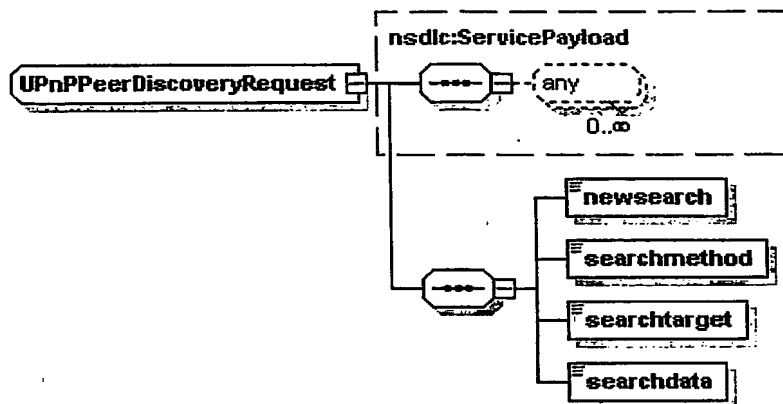 nsdlc:ServicePayload
UPnPPeerDiscoveryRequest
any
0..∞
newsearch
searchmethod
searchtarget
searchdata